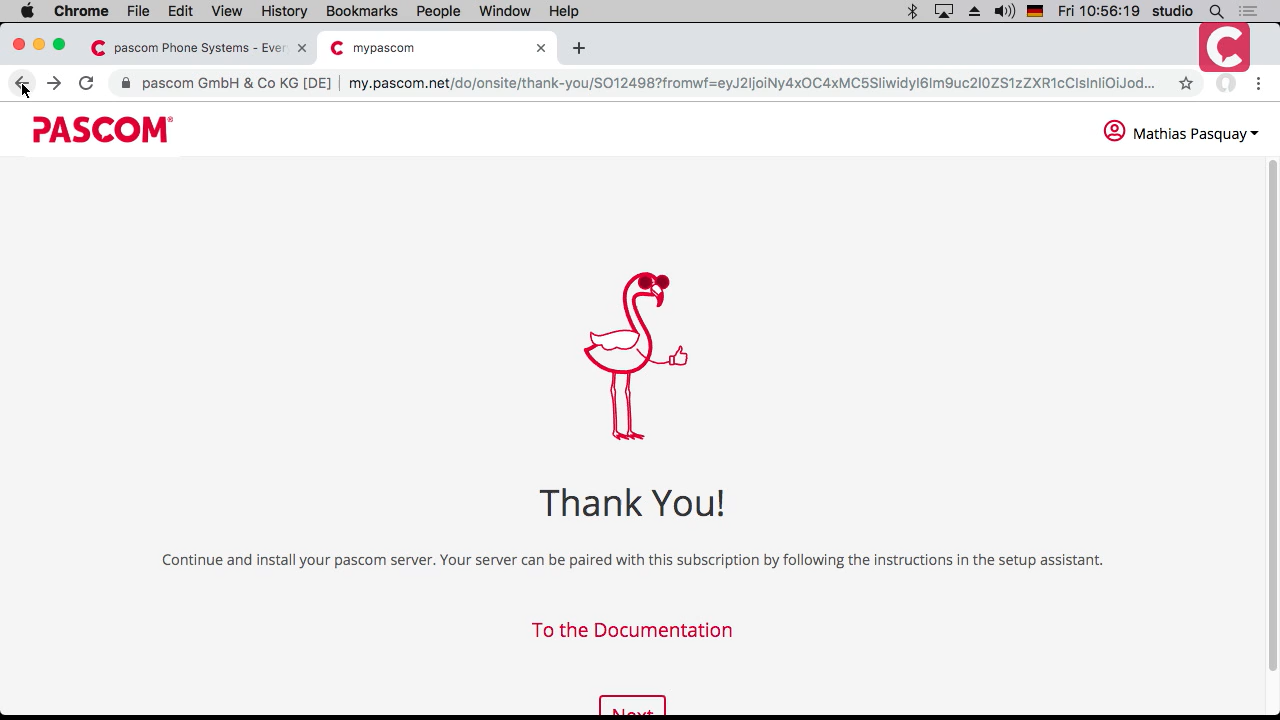 Chrome File Edit View History Bookmarks People Window Help Fri 10:56:19 studio
pascom Phone Systems - Ever
mypascom
pascom GmbH & Co KG [DE] my.pascom.net/do/onsite/thank-you/SO12498?fromwf=eyJ2IjoiNy4xOC4xMC5SIiwidyI6Im9uc2l0ZS1zZXR1cCIsInIiOiJod...
PASCOM®
Mathias Pasquay
Thank You!
Continue and install your pascom server. Your server can be paired with this subscription by following the instructions in the setup assistant.
To the Documentation
Next